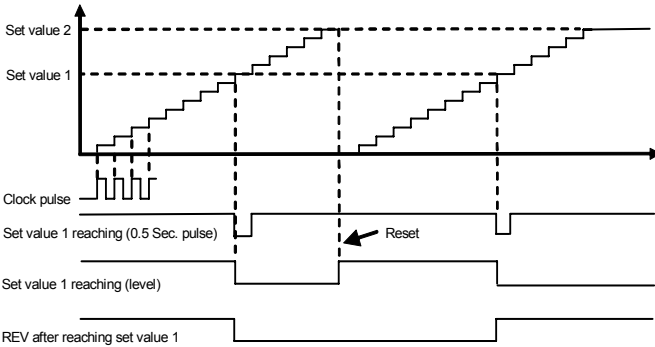 Set value 2
Set value 1
Clock pulse
Set value 1 reaching (0.5 Sec. pulse)
Reset
Set value 1 reaching (level)
REV after reaching set value 1